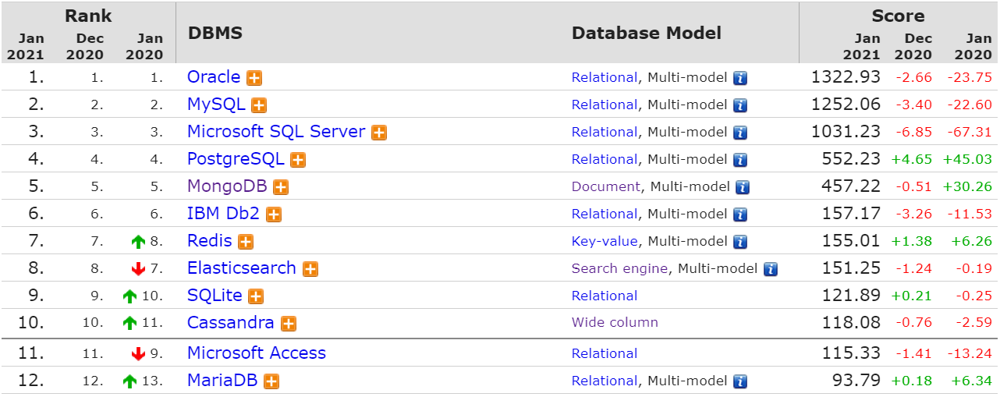 Rank DBMS Database Model Score
Jan 2021 Dec 2020 Jan 2020 Jan 2021 Dec 2020 Jan 2020
1. 1. 1. Oracle Relational, Multi-model 1322.93 -2.66 -23.75
2. 2. 2. MySQL Relational, Multi-model 1252.06 -3.40 -22.60
3. 3. 3. Microsoft SQL Server Relational, Multi-model 1031.23 -6.85 -67.31
4. 4. 4. PostgreSQL Relational, Multi-model 552.23 +4.65 +45.03
5. 5. 5. MongoDB Document, Multi-model 457.22 -0.51 +30.26
6. 6. 6. IBM Db2 Relational, Multi-model 157.17 -3.26 -11.53
7. 7. 8. Redis Key-value, Multi-model 155.01 +1.38 +6.26
8. 8. 7. Elasticsearch Search engine, Multi-model 151.25 -1.24 -0.19
9. 9. 10. SQLite Relational 121.89 +0.21 -0.25
10. 10. 11. Cassandra Wide column 118.08 -0.76 -2.59
11. 11. 9. Microsoft Access Relational 115.33 -1.41 -13.24
12. 12. 13. MariaDB Relational, Multi-model 93.79 +0.18 +6.34